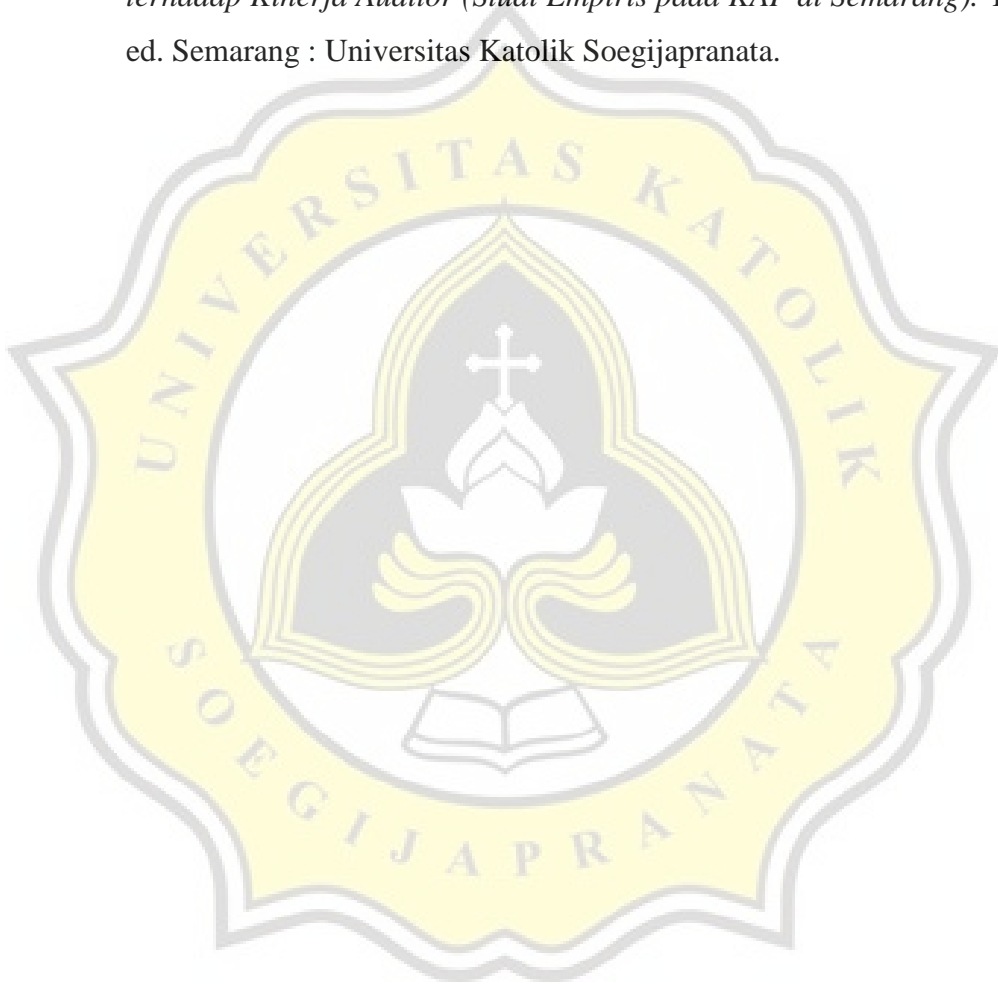 terhadap Kinerja Auditor (Studi Empiris pada KAP di Semarang).
ed. Semarang : Universitas Katolik Soegijapranata.
UNIVERSITAS KATOLIK
SOEGIJAPRANATA